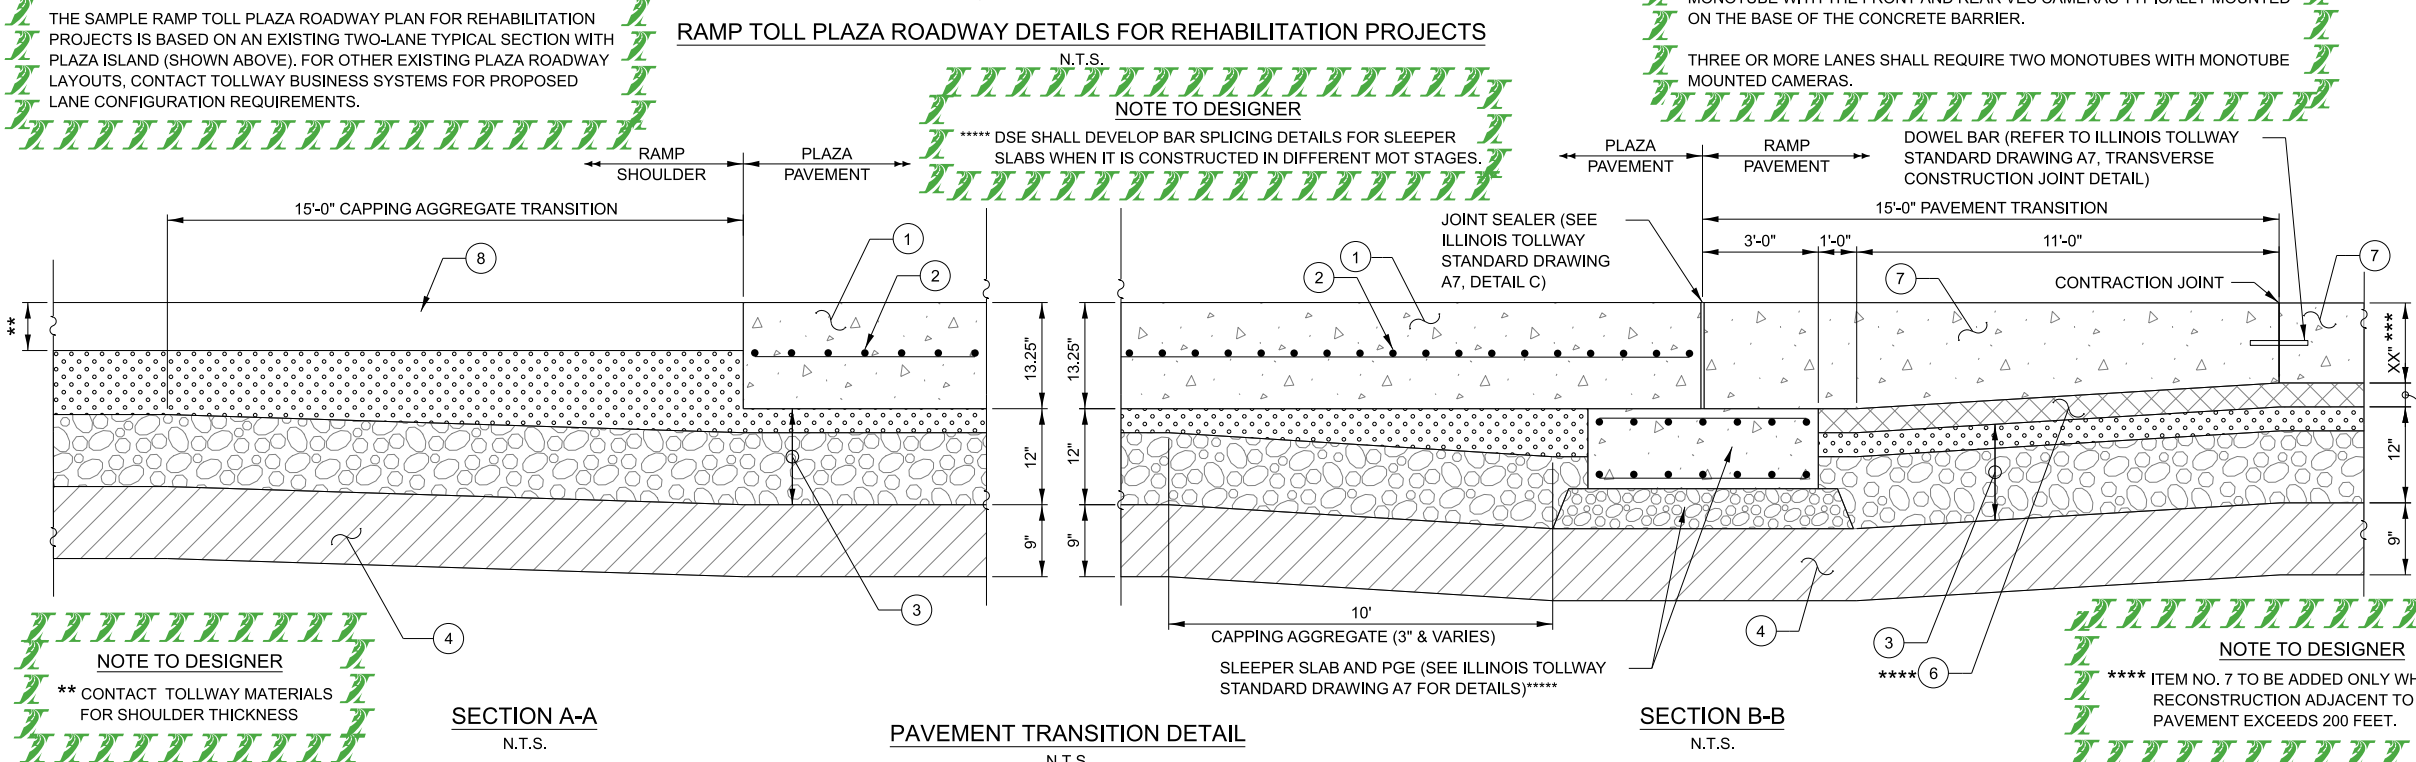 THE SAMPLE RAMP TOLL PLAZA ROADWAY PLAN FOR REHABILITATION
PROJECTS IS BASED ON AN EXISTING TWO-LANE TYPICAL SECTION WITH
PLAZA ISLAND (SHOWN ABOVE). FOR OTHER EXISTING PLAZA ROADWAY
LAYOUTS, CONTACT TOLLWAY BUSINESS SYSTEMS FOR PROPOSED
LANE CONFIGURATION REQUIREMENTS.
RAMP TOLL PLAZA ROADWAY DETAILS FOR REHABILITATION PROJECTS
N.T.S.
MONOTUBE WITH THE FRONT AND REAR VES CAMERAS TYPICALLY MOUNTED
ON THE BASE OF THE CONCRETE BARRIER.
THREE OR MORE LANES SHALL REQUIRE TWO MONOTUBES WITH MONOTUBE
MOUNTED CAMERAS.
NOTE TO DESIGNER
***** DSE SHALL DEVELOP BAR SPLICING DETAILS FOR SLEEPER
SLABS WHEN IT IS CONSTRUCTED IN DIFFERENT MOT STAGES.
RAMP
SHOULDER
PLAZA
PAVEMENT
15'-0" CAPPING AGGREGATE TRANSITION
8
1
2
**
13.25"
12"
9"
3
4
NOTE TO DESIGNER
** CONTACT TOLLWAY MATERIALS
FOR SHOULDER THICKNESS
SECTION A-A
N.T.S.
PAVEMENT TRANSITION DETAIL
N.T.S.
PLAZA
PAVEMENT
RAMP
PAVEMENT
DOWEL BAR (REFER TO ILLINOIS TOLLWAY
STANDARD DRAWING A7, TRANSVERSE
CONSTRUCTION JOINT DETAIL)
15'-0" PAVEMENT TRANSITION
3'-0"
1'-0"
11'-0"
JOINT SEALER (SEE
ILLINOIS TOLLWAY
STANDARD DRAWING
A7, DETAIL C)
1
2
7
7
CONTRACTION JOINT
13.25"
12"
9"
XX" ***
12"
9"
10'
CAPPING AGGREGATE (3" & VARIES)
SLEEPER SLAB AND PGE (SEE ILLINOIS TOLLWAY
STANDARD DRAWING A7 FOR DETAILS)*****
4
3
**** 6
SECTION B-B
N.T.S.
NOTE TO DESIGNER
**** ITEM NO. 7 TO BE ADDED ONLY
RECONSTRUCTION ADJACENT TO
PAVEMENT EXCEEDS 200 FEET.